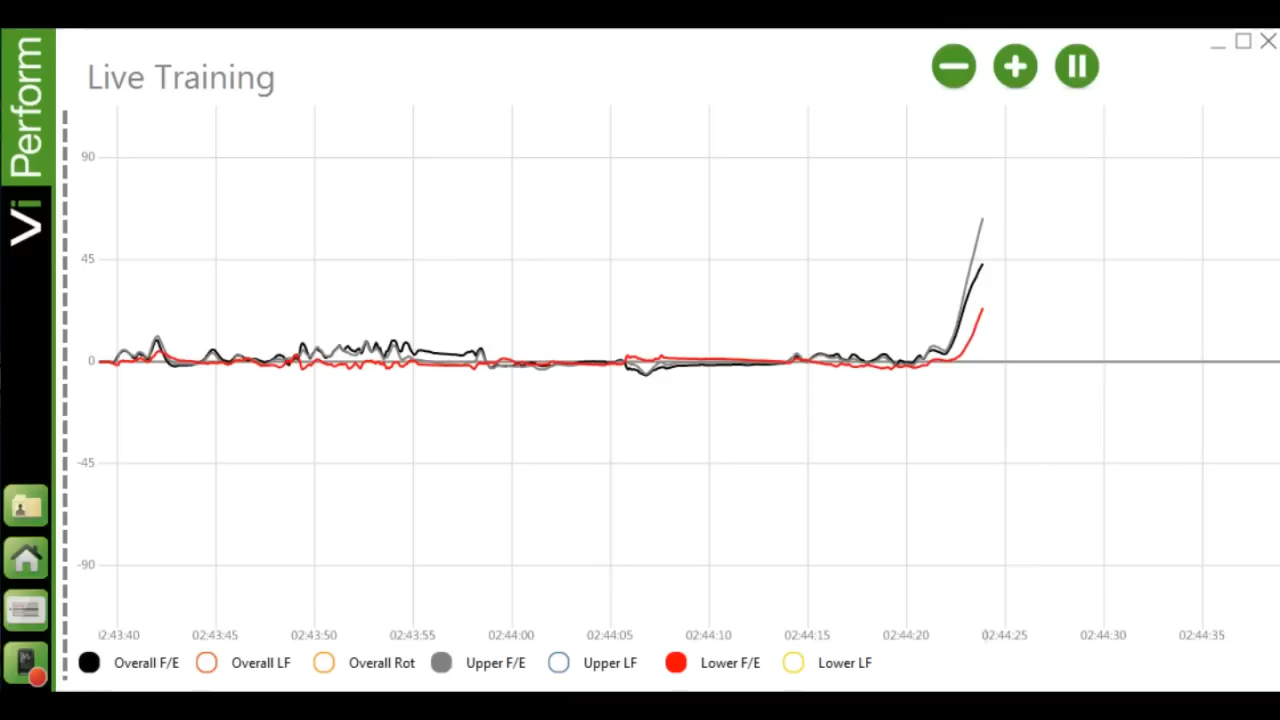 Vi Perform
Live Training
90
45
0
-45
-90
02:43:40 02:43:45 02:43:50 02:43:55 02:44:00 02:44:05 02:44:10 02:44:15 02:44:20 02:44:25 02:44:30 02:44:35
Overall F/E Overall LF Overall Rot Upper F/E Upper LF Lower F/E Lower LF